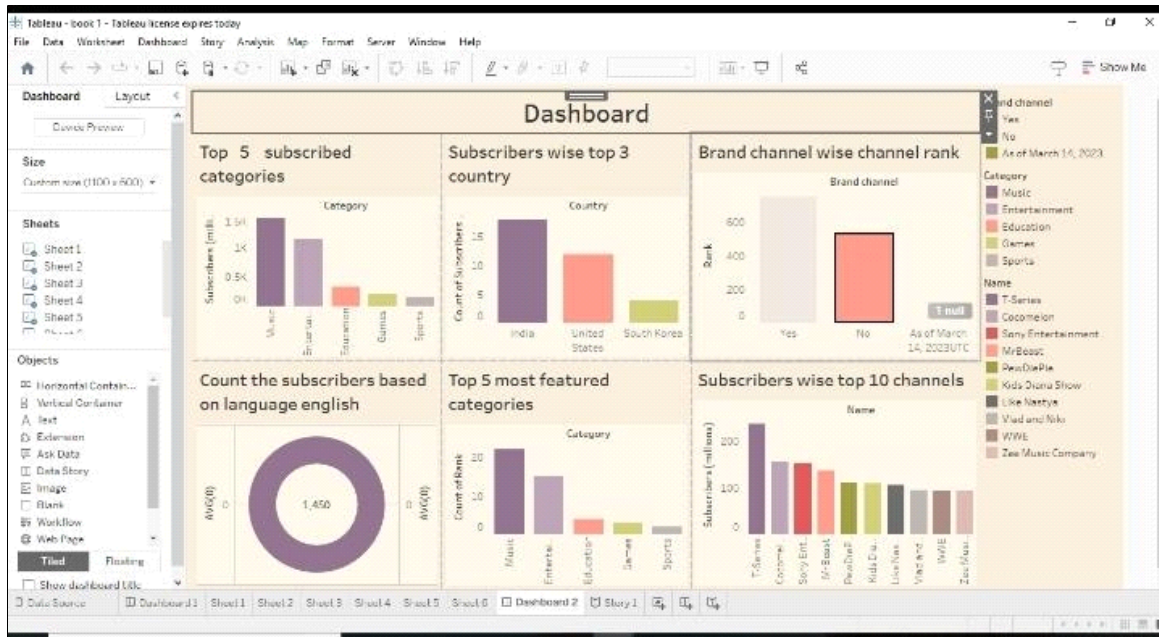 Tableau - book 1 - Tableau license expires today
File Data Worksheet Dashboard Story Analysis Map Format Server Window Help
Show Me
Dashboard Layout
Device Preview
Size
Custom size (1100 x 600)
Sheets
Sheet 1
Sheet 2
Sheet 3
Sheet 4
Sheet 5
Objects
Horizontal Contain...
Vertical Container
Text
Extension
Ask Data
Data Story
Image
Blank
Workflow
Web Page
Tiled Floating
Show dashboard title
Dashboard
Top 5 subscribed
categories
Category
Subscribers (milli..
1.5K
1K
0.5K
0K
Music
Entertai..
Education
Games
Sports
Subscribers wise top 3
country
Country
Count of Subscribers
15
10
5
0
India
United
States
South Korea
Brand channel wise channel rank
Brand channel
Rank
600
400
200
0
Yes
No
As of March
14, 2023UTC
1 null
Count the subscribers based
on language english
AVG(0)
0
1,450
0
AVG(0)
Top 5 most featured
categories
Category
Count of Rank
20
10
0
Music
Entertai..
Education
Games
Sports
Subscribers wise top 10 channels
Name
Subscribers (millions)
200
100
0
T-Series
Cocomel..
Sony Ent..
MrBeast
PewDiePi..
Kids Dia..
Like Nas..
Vlad and..
WWE
Zee Musi..
nd channel
Yes
No
As of March 14, 2023..
Category
Music
Entertainment
Education
Games
Sports
Name
T-Series
Cocomelon
Sony Entertainment
MrBeast
PewDiePie
Kids Diana Show
Like Nastya
Vlad and Niki
WWE
Zee Music Company
Data Source Dashboard 1 Sheet 1 Sheet 2 Sheet 3 Sheet 4 Sheet 5 Sheet 6 Dashboard 2 Story 1